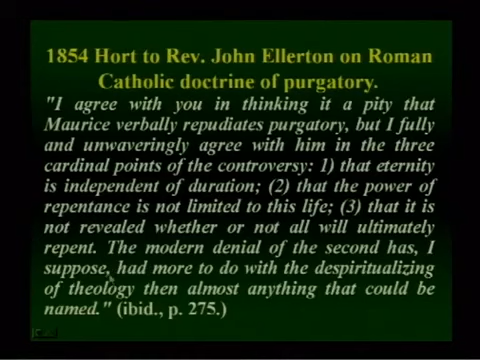 1854 Hort to Rev. John Ellerton on Roman
Catholic doctrine of purgatory.
"I agree with you in thinking it a pity that
Maurice verbally repudiates purgatory, but I fully
and unwaveringly agree with him in the three
cardinal points of the controversy: 1) that eternity
is independent of duration; (2) that the power of
repentance is not limited to this life; (3) that it is
not revealed whether or not all will ultimately
repent. The modern denial of the second has, I
suppose, had more to do with the despiritualizing
of theology then almost anything that could be
named." (ibid., p. 275.)